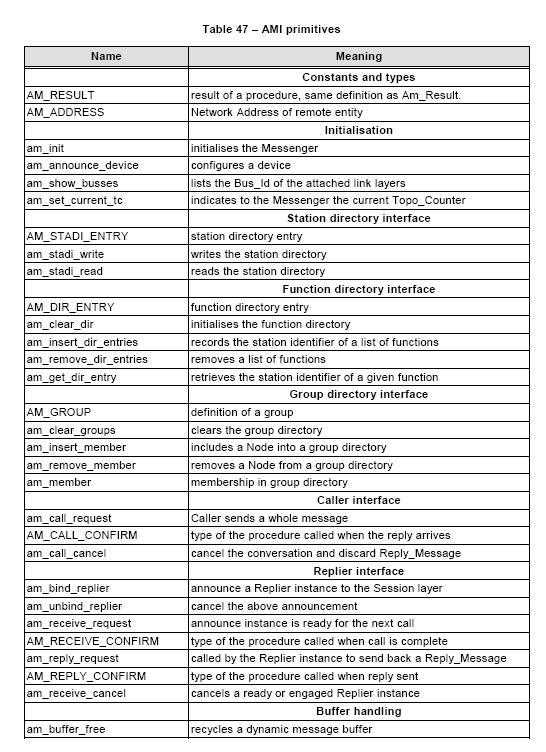 Table 47 – AMI primitives
Name Meaning
Constants and types
AM_RESULT result of a procedure, same definition as Am_Result.
AM_ADDRESS Network Address of remote entity
Initialisation
am_init initialises the Messenger
am_announce_device configures a device
am_show_busses lists the Bus_Id of the attached link layers
am_set_current_tc indicates to the Messenger the current Topo_Counter
Station directory interface
AM_STADI_ENTRY station directory entry
am_stadi_write writes the station directory
am_stadi_read reads the station directory
Function directory interface
AM_DIR_ENTRY function directory entry
am_clear_dir initialises the function directory
am_insert_dir_entries records the station identifier of a list of functions
am_remove_dir_entries removes a list of functions
am_get_dir_entry retrieves the station identifier of a given function
Group directory interface
AM_GROUP definition of a group
am_clear_groups clears the group directory
am_insert_member includes a Node into a group directory
am_remove_member removes a Node from a group directory
am_member membership in group directory
Caller interface
am_call_request Caller sends a whole message
AM_CALL_CONFIRM type of the procedure called when the reply arrives
am_call_cancel cancel the conversation and discard Reply_Message
Replier interface
am_bind_replier announce a Replier instance to the Session layer
am_unbind_replier cancel the above announcement
am_receive_request announce instance is ready for the next call
AM_RECEIVE_CONFIRM type of the procedure called when call is complete
am_reply_request called by the Replier instance to send back a Reply_Message
AM_REPLY_CONFIRM type of the procedure called when reply sent
am_receive_cancel cancels a ready or engaged Replier instance
Buffer handling
am_buffer_free recycles a dynamic message buffer